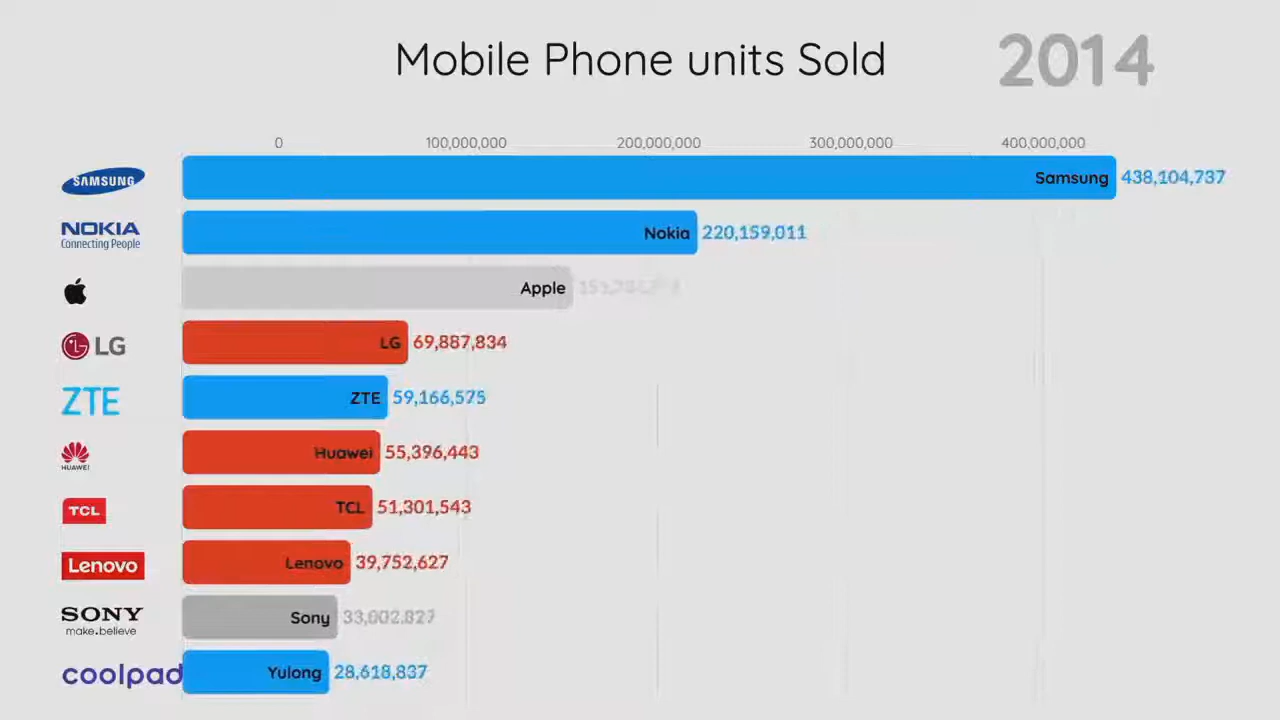 Mobile Phone units Sold
2014
0 100,000,000 200,000,000 300,000,000 400,000,000
SAMSUNG Samsung 438,104,737
NOKIA
Connecting People
Nokia 220,159,011
Apple
LG LG 69,887,834
ZTE ZTE 59,166,575
HUAWEI Huawei 55,396,443
TCL TCL 51,301,543
Lenovo Lenovo 39,752,627
SONY
make.believe
Sony 33,002,827
coolpad Yulong 28,618,837